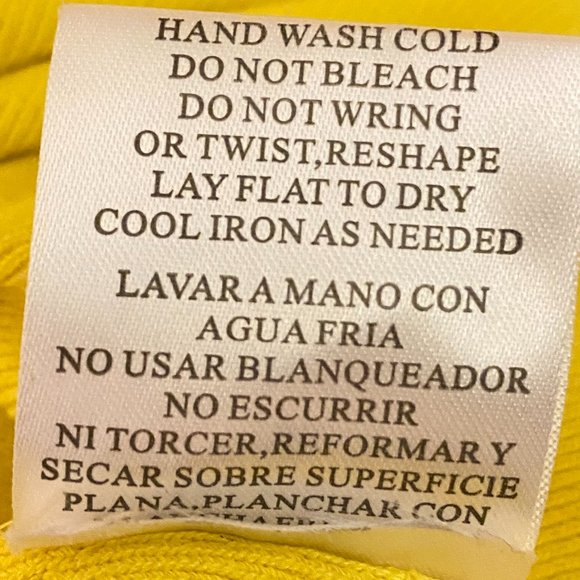 HAND WASH COLD
DO NOT BLEACH
DO NOT WRING
OR TWIST,RESHAPE
LAY FLAT TO DRY
COOL IRON AS NEEDED
LAVAR A MANO CON
AGUA FRIA
NO USAR BLANQUEADOR
NO ESCURRIR
NI TORCER,REFORMAR Y
SECAR SOBRE SUPERFICIE
PLANA.PLANCHAR CON